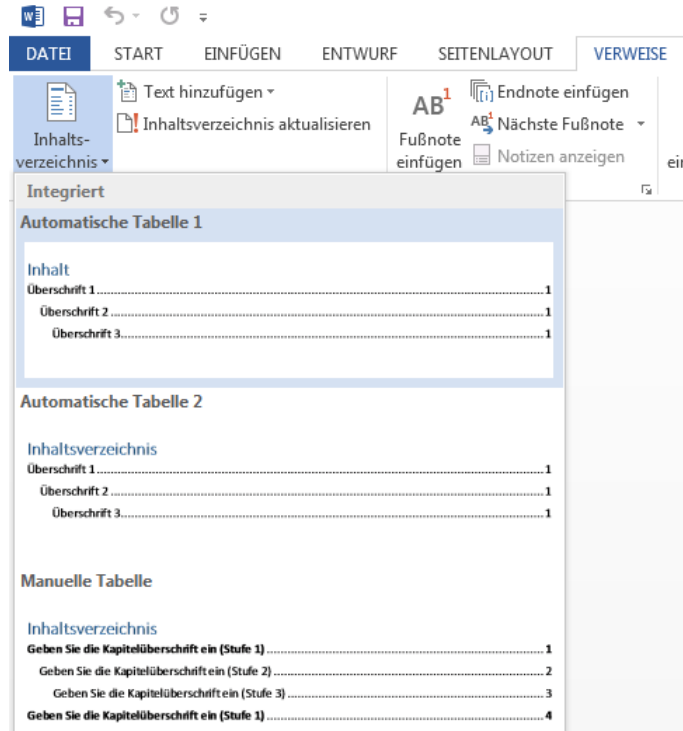 DATEI START EINFÜGEN ENTWURF SEITENLAYOUT VERWEISE
Inhalts-
verzeichnis
Text hinzufügen
Inhaltsverzeichnis aktualisieren
AB1
Fußnote
einfügen
[i] Endnote einfügen
AB1 Nächste Fußnote
Notizen anzeigen
ei
Integriert
Automatische Tabelle 1
Inhalt
Überschrift 1.....1
Überschrift 2.....1
Überschrift 3.....1
Automatische Tabelle 2
Inhaltsverzeichnis
Überschrift 1.....1
Überschrift 2.....1
Überschrift 3.....1
Manuelle Tabelle
Inhaltsverzeichnis
Geben Sie die Kapitelüberschrift ein (Stufe 1).....1
Geben Sie die Kapitelüberschrift ein (Stufe 2).....2
Geben Sie die Kapitelüberschrift ein (Stufe 3).....3
Geben Sie die Kapitelüberschrift ein (Stufe 1).....4